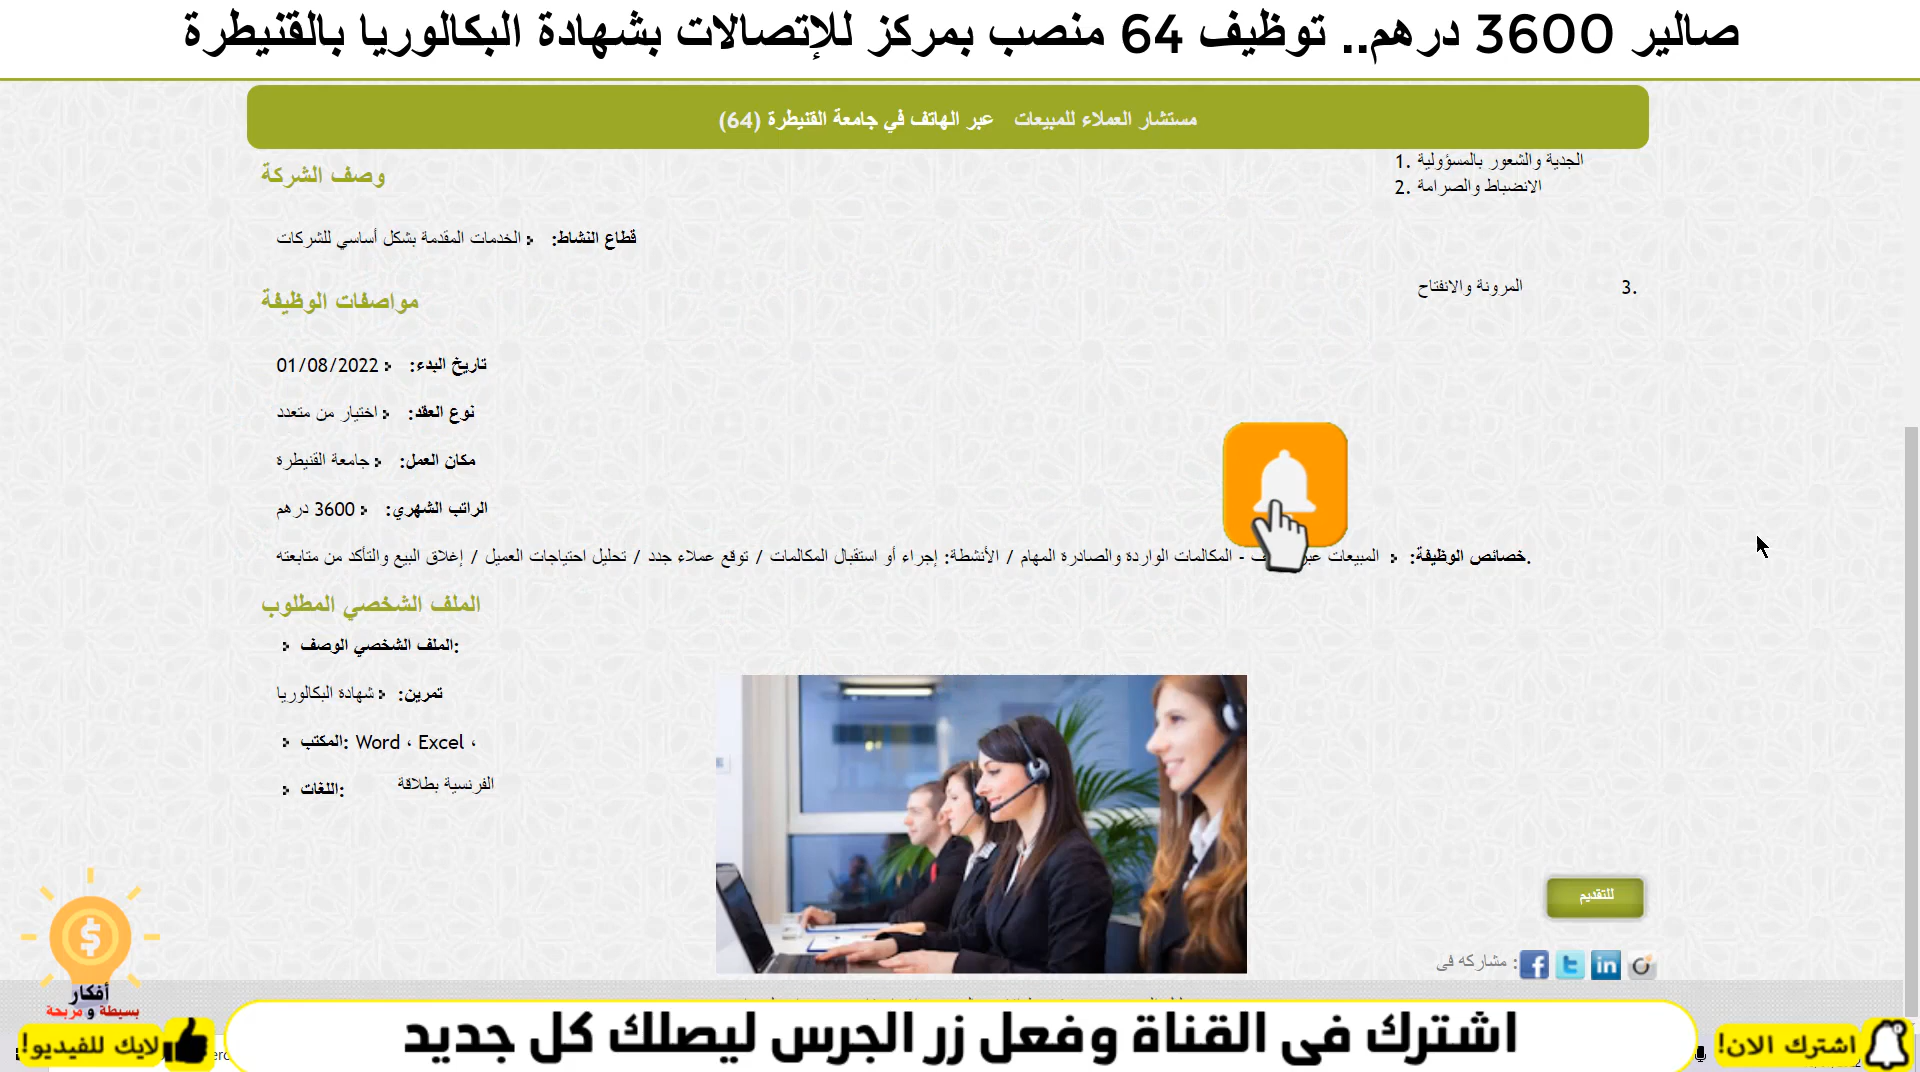 صالير 3600 درهم.. توظيف 64 منصب بمركز للإتصالات بشهادة البكالوريا بالقنيطرة
مستشار العملاء للمبيعات عبر الهاتف في جامعة القنيطرة (64)
1. الجدية والشعور بالمسؤولية
2. الانضباط والصرامة
3. المرونة والانفتاح
وصف الشركة
قطاع النشاط: الخدمات المقدمة بشكل أساسي للشركات
مواصفات الوظيفة
تاريخ البدء: 01/08/2022
نوع العقد: اختيار من متعدد
مكان العمل: جامعة القنيطرة
الراتب الشهري: 3600 درهم
خصائص الوظيفة: المبيعات - المكالمات الواردة والصادرة المهام / الأنشطة: إجراء أو استقبال المكالمات / توقع عملاء جدد / تحليل احتياجات العميل / إغلاق البيع والتأكد من متابعته.
الملف الشخصي المطلوب
الملف الشخصي الوصف:
تمرين: شهادة البكالوريا
المكتب: Word ، Excel ،
اللغات: الفرنسية بطلاقة
للتقديم
مشاركه فى :
أفكار
بسيطة و مربحة
لايك للفيديو!
اشترك فى القناة وفعل زر الجرس ليصلك كل جديد
اشترك الان!